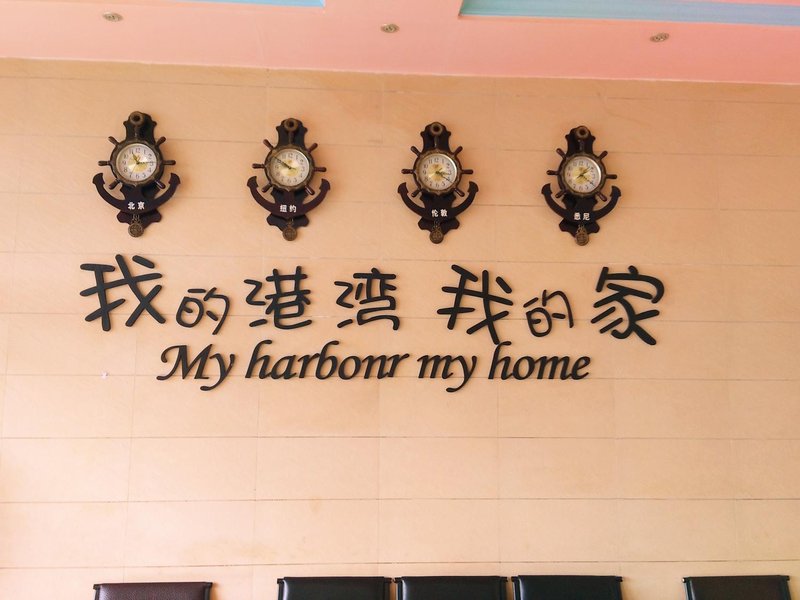 北京 纽约 伦敦 悉尼
我的港湾 我的家
My harbonr my home